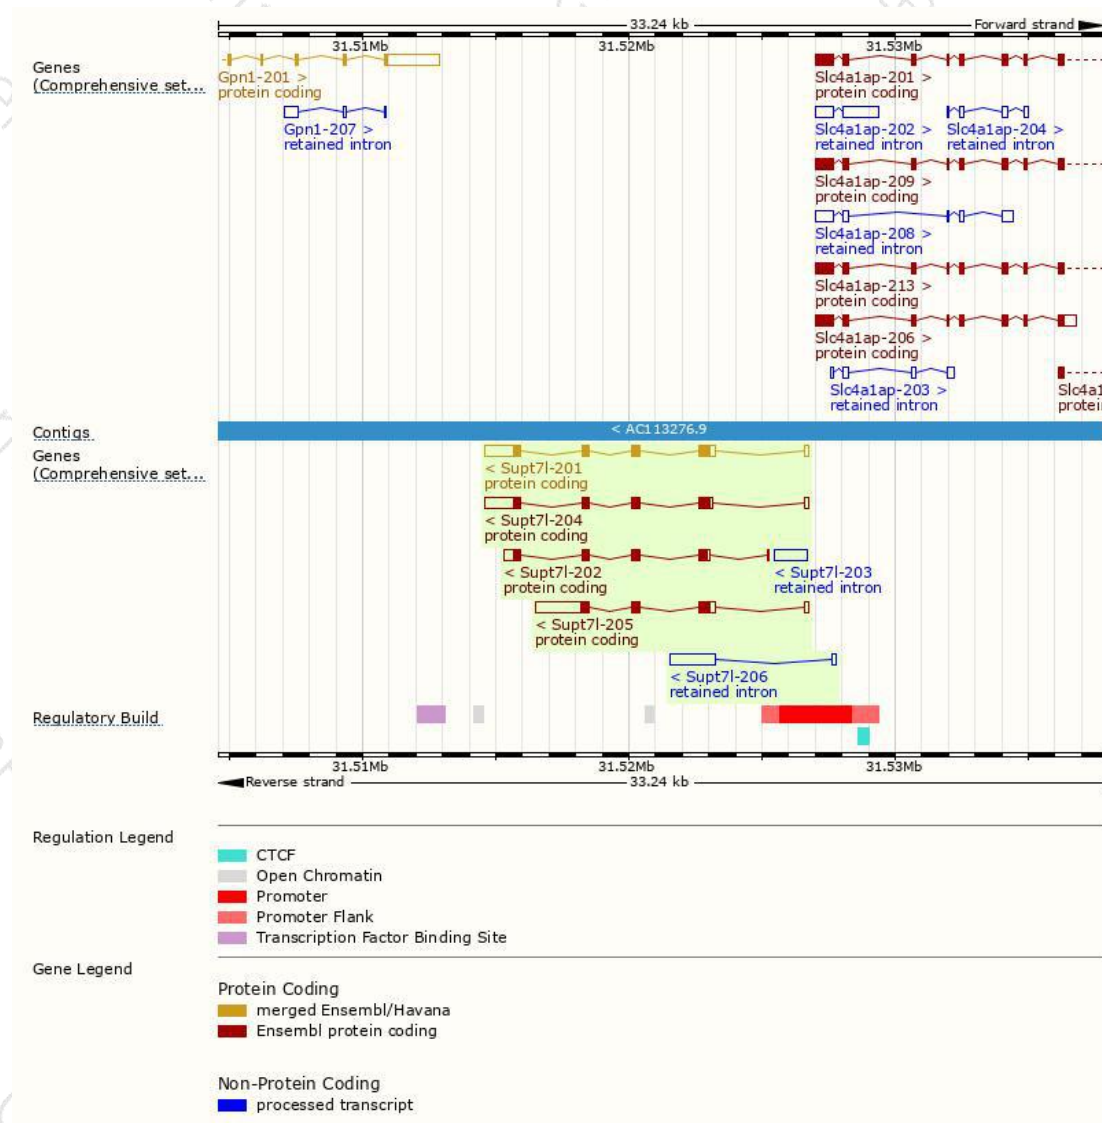 33.24 kb Forward strand
31.51Mb 31.52Mb 31.53Mb
Genes
(Comprehensive set...
Gpn1-201 >
protein coding
Slc4a1ap-201 >
protein coding
Gpn1-207 >
retained intron
Slc4a1ap-202 > Slc4a1ap-204 >
retained intron retained intron
Slc4a1ap-209 >
protein coding
Slc4a1ap-208 >
retained intron
Slc4a1ap-213 >
protein coding
Slc4a1ap-206 >
protein coding
Slc4a1ap-203 > Slc4a1
retained intron protei
Contigs
< AC113276.9
Genes
(Comprehensive set...
< Supt7l-201
protein coding
< Supt7l-204
protein coding
< Supt7l-202 < Supt7l-203
protein coding retained intron
< Supt7l-205
protein coding
< Supt7l-206
retained intron
Regulatory Build
31.51Mb 31.52Mb 31.53Mb
Reverse strand 33.24 kb
Regulation Legend
CTCF
Open Chromatin
Promoter
Promoter Flank
Transcription Factor Binding Site
Gene Legend
Protein Coding
merged Ensembl/Havana
Ensembl protein coding
Non-Protein Coding
processed transcript